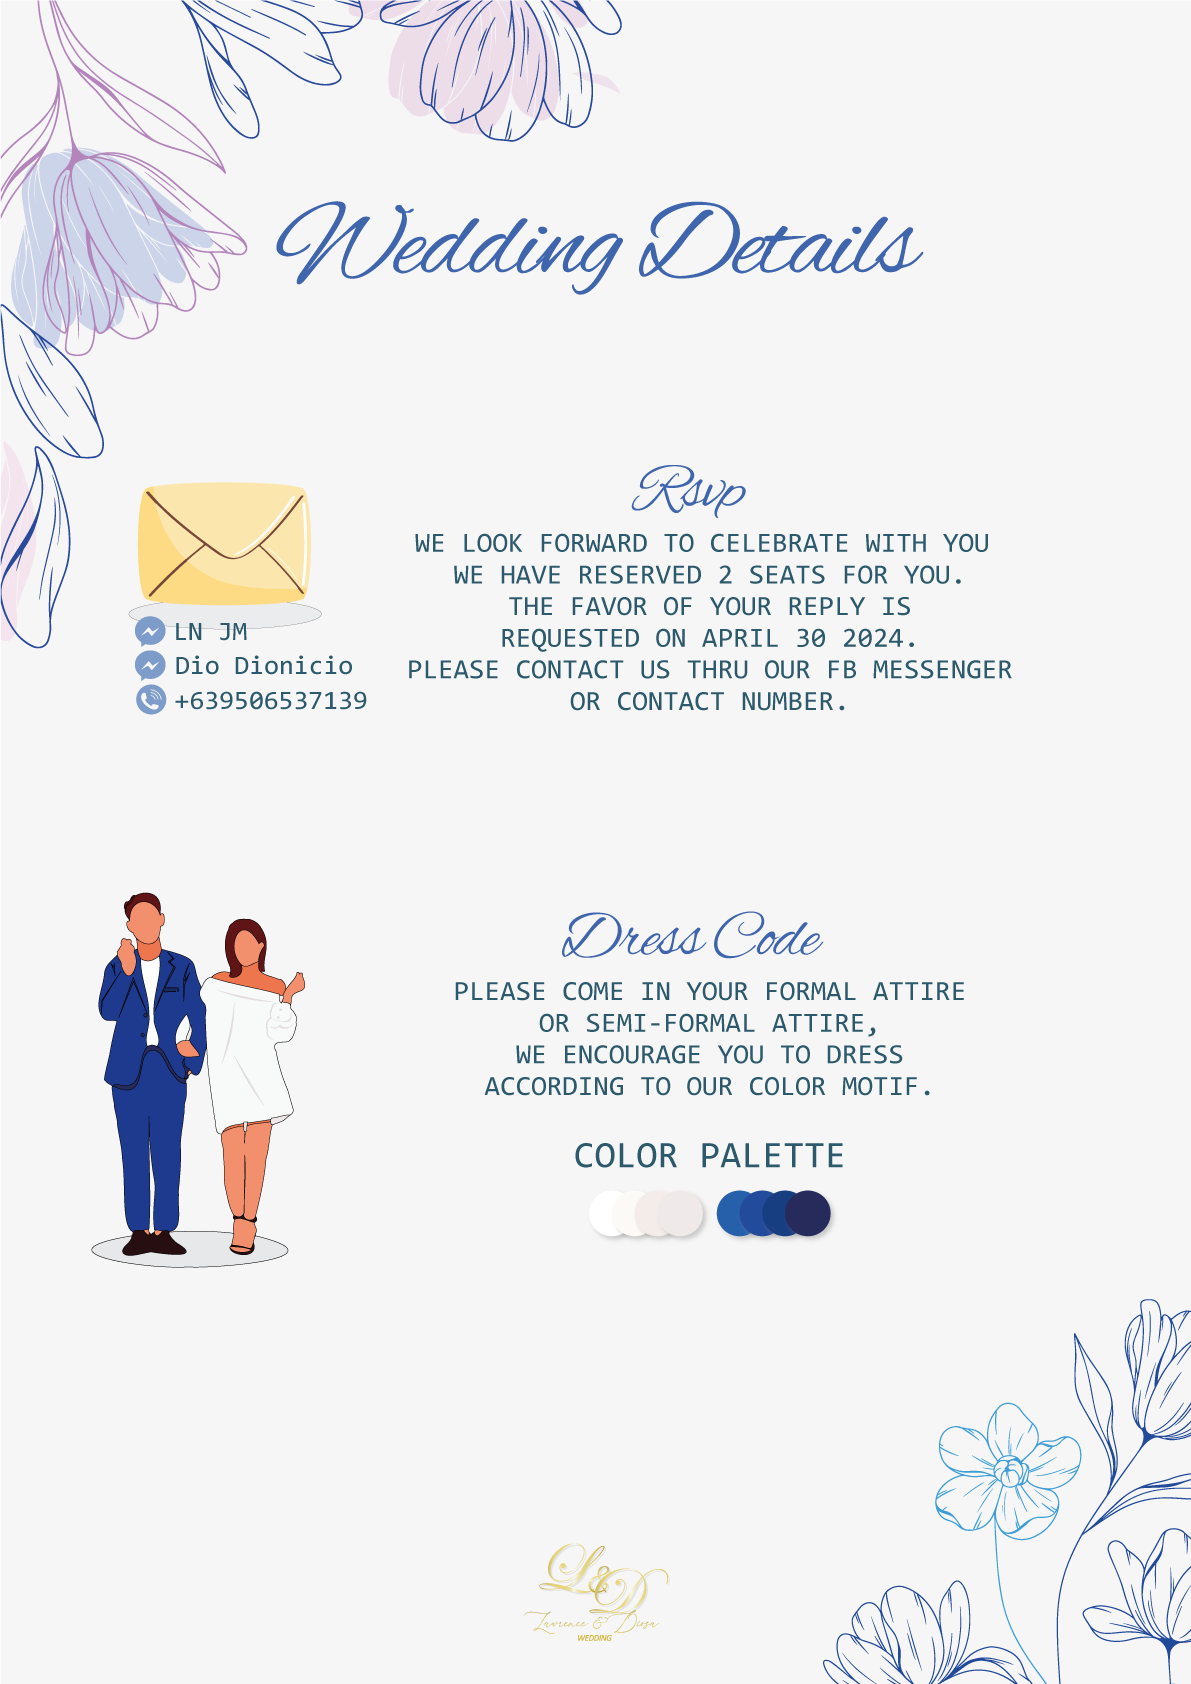 Wedding Details
Rsvp
WE LOOK FORWARD TO CELEBRATE WITH YOU
WE HAVE RESERVED 2 SEATS FOR YOU.
THE FAVOR OF YOUR REPLY IS
REQUESTED ON APRIL 30 2024.
PLEASE CONTACT US THRU OUR FB MESSENGER
OR CONTACT NUMBER.
LN JM
Dio Dionicio
+639506537139
Dress Code
PLEASE COME IN YOUR FORMAL ATTIRE
OR SEMI-FORMAL ATTIRE,
WE ENCOURAGE YOU TO DRESS
ACCORDING TO OUR COLOR MOTIF.
COLOR PALETTE
L&D
Lawrence &
WEDDING